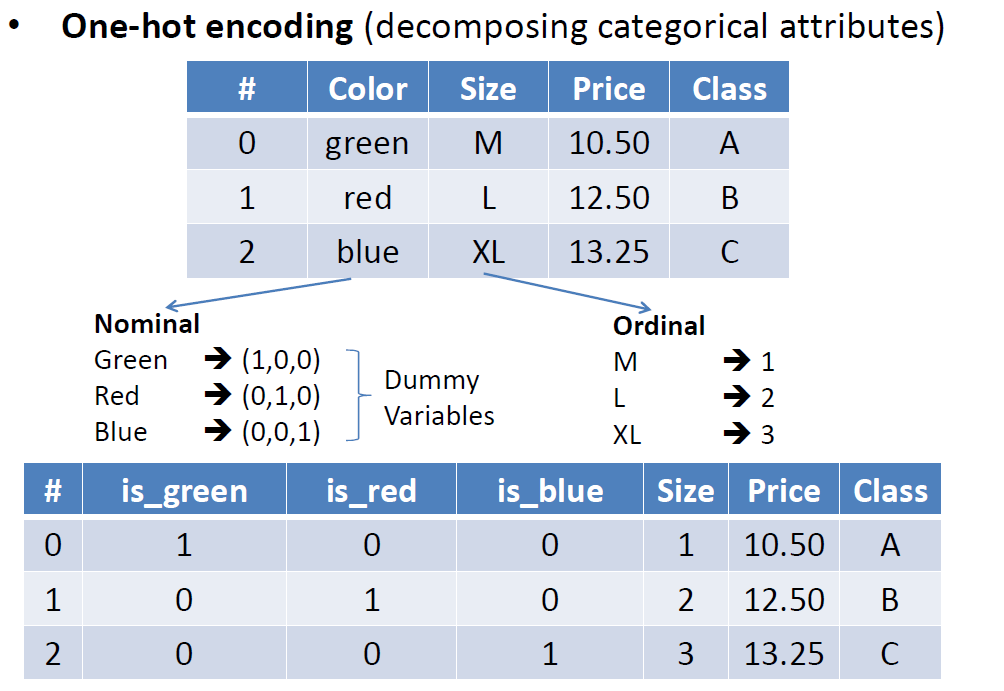 • One-hot encoding (decomposing categorical attributes)
# Color Size Price Class
0 green M 10.50 A
1 red L 12.50 B
2 blue XL 13.25 C
Nominal
Green ➔ (1,0,0)
Red ➔ (0,1,0)
Blue ➔ (0,0,1)
Dummy
Variables
Ordinal
M ➔ 1
L ➔ 2
XL ➔ 3
# is_green is_red is_blue Size Price Class
0 1 0 0 1 10.50 A
1 0 1 0 2 12.50 B
2 0 0 1 3 13.25 C